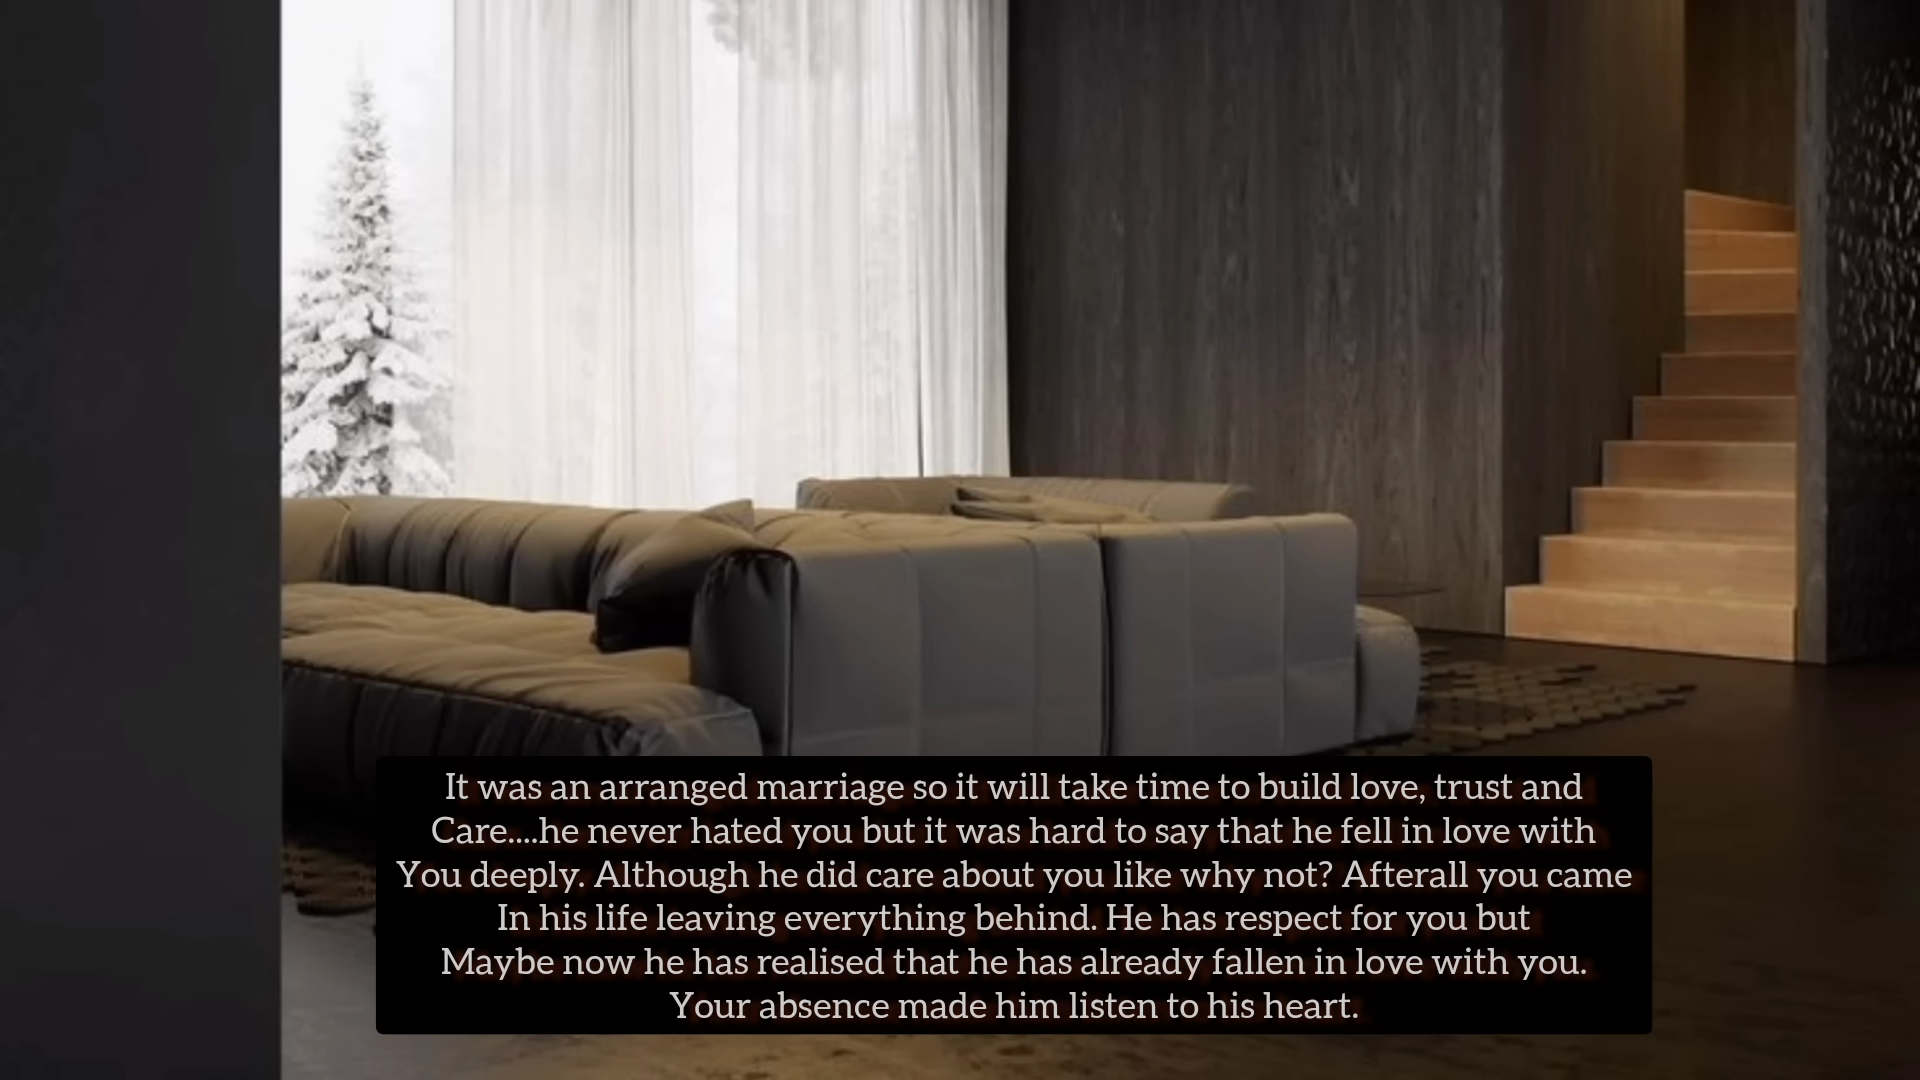 It was an arranged marriage so it will take time to build love, trust and
Care....he never hated you but it was hard to say that he fell in love with
You deeply. Although he did care about you like why not? Afterall you came
In his life leaving everything behind. He has respect for you but
Maybe now he has realised that he has already fallen in love with you.
Your absence made him listen to his heart.